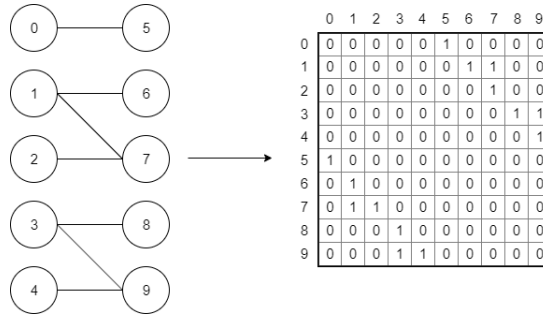 0 5
1 6
2 7
3 8
4 9
0 1 2 3 4 5 6 7 8 9
0 0 0 0 0 0 1 0 0 0 0
1 0 0 0 0 0 0 1 1 0 0
2 0 0 0 0 0 0 0 1 0 0
3 0 0 0 0 0 0 0 0 1 1
4 0 0 0 0 0 0 0 0 0 1
5 1 0 0 0 0 0 0 0 0 0
6 0 1 0 0 0 0 0 0 0 0
7 0 1 1 0 0 0 0 0 0 0
8 0 0 0 1 0 0 0 0 0 0
9 0 0 0 1 1 0 0 0 0 0